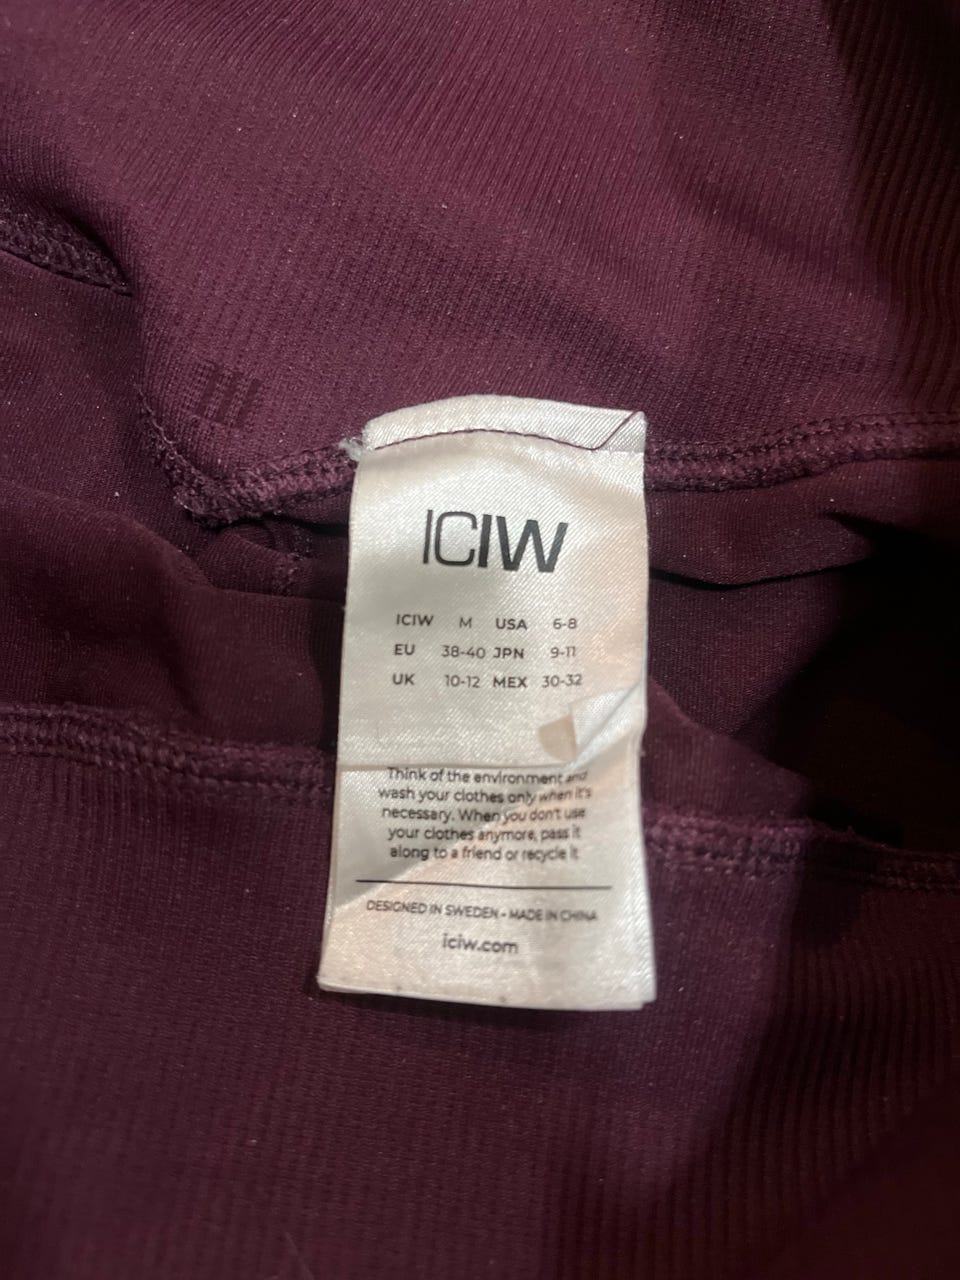 ICIW
ICIW M USA 6-8
EU 38-40 JPN 9-11
UK 10-12 MEX 30-32
Think of the environment and
wash your clothes only when it's
necessary. When you don't use
your clothes anymore, pass it
along to a friend or recycle it
DESIGNED IN SWEDEN - MADE IN CHINA
iciw.com